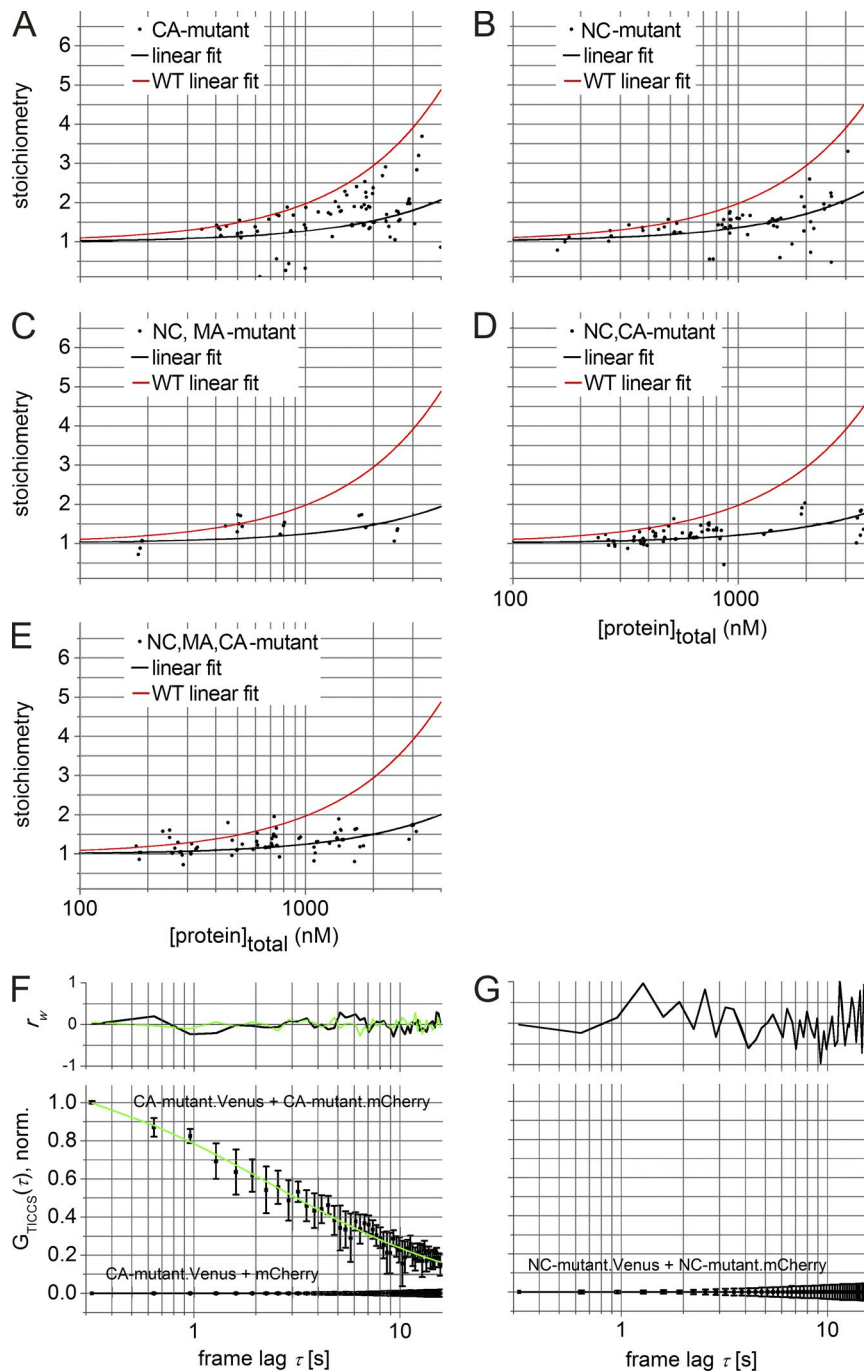 A
6
5
4
3
2
1
stoichiometry
CA-mutant
linear fit
WT linear fit
B
NC-mutant
linear fit
WT linear fit
C
6
5
4
3
2
1
stoichiometry
NC, MA-mutant
linear fit
WT linear fit
D
NC,CA-mutant
linear fit
WT linear fit
100
1000
[protein]total (nM)
E
6
5
4
3
2
1
stoichiometry
NC,MA,CA-mutant
linear fit
WT linear fit
100
1000
[protein]total (nM)
F
1
0
-1
rw
1.0
0.8
0.6
0.4
0.2
0.0
GTICCS(τ), norm.
CA-mutant.Venus + CA-mutant.mCherry
CA-mutant.Venus + mCherry
1
10
frame lag τ [s]
G
NC-mutant.Venus + NC-mutant.mCherry
1
10
frame lag τ [s]